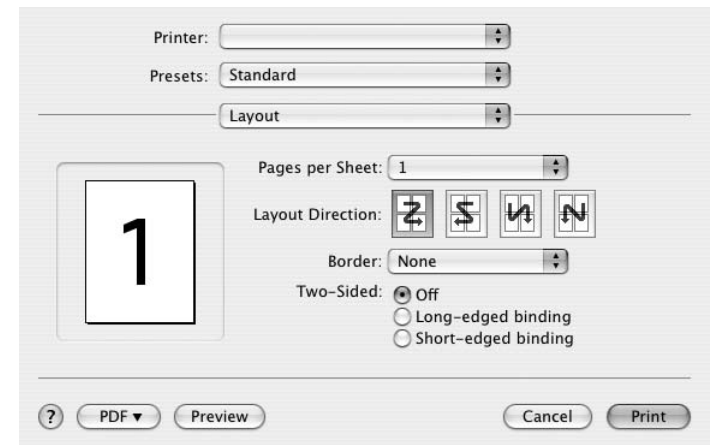 Printer:
Presets: Standard
Layout
Pages per Sheet: 1
Layout Direction:
1
Border: None
Two-Sided: Off
Long-edged binding
Short-edged binding
? PDF▼ Preview Cancel Print